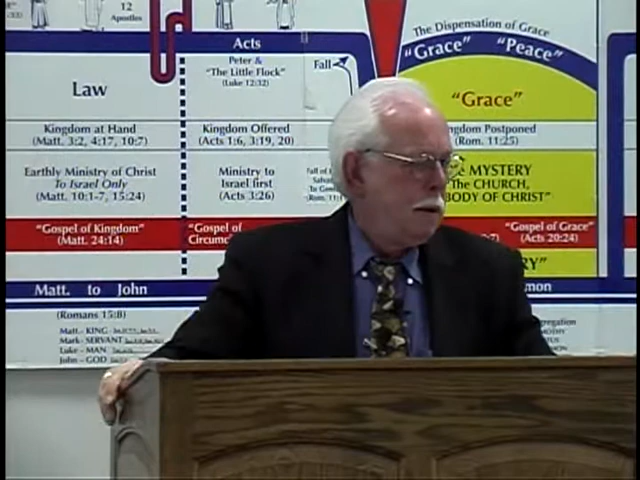 12
Apostles
The Dispensation of Grace
"Grace" "Peace"
Acts
Peter &
"The Little Flock"
(Luke 12:32)
Fall
Law
"Grace"
Kingdom at Hand
(Matt. 3:2, 4:17, 10:7)
Kingdom Offered
(Acts 1:6, 3:19, 20)
Postponed
(Rom. 11:25)
Earthly Ministry of Christ
To Israel Only
(Matt. 10:1-7, 15:24)
Ministry to
Israel first
(Acts 3:26)
Fall of
MYSTERY
"The CHURCH,
BODY OF CHRIST"
"Gospel of Kingdom"
(Matt. 24:14)
"Gospel of
"Gospel of Grace"
(Acts 20:24)
Matt. to John
(Romans 15:8)
Matt.- KING
Mark- SERVANT
Luke - MAN
John - GOD